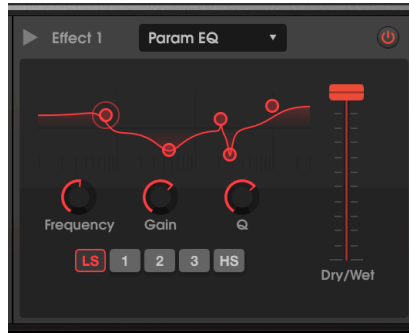 Effect 1 Param EQ
Frequency Gain Q
LS 1 2 3 HS
Dry/Wet